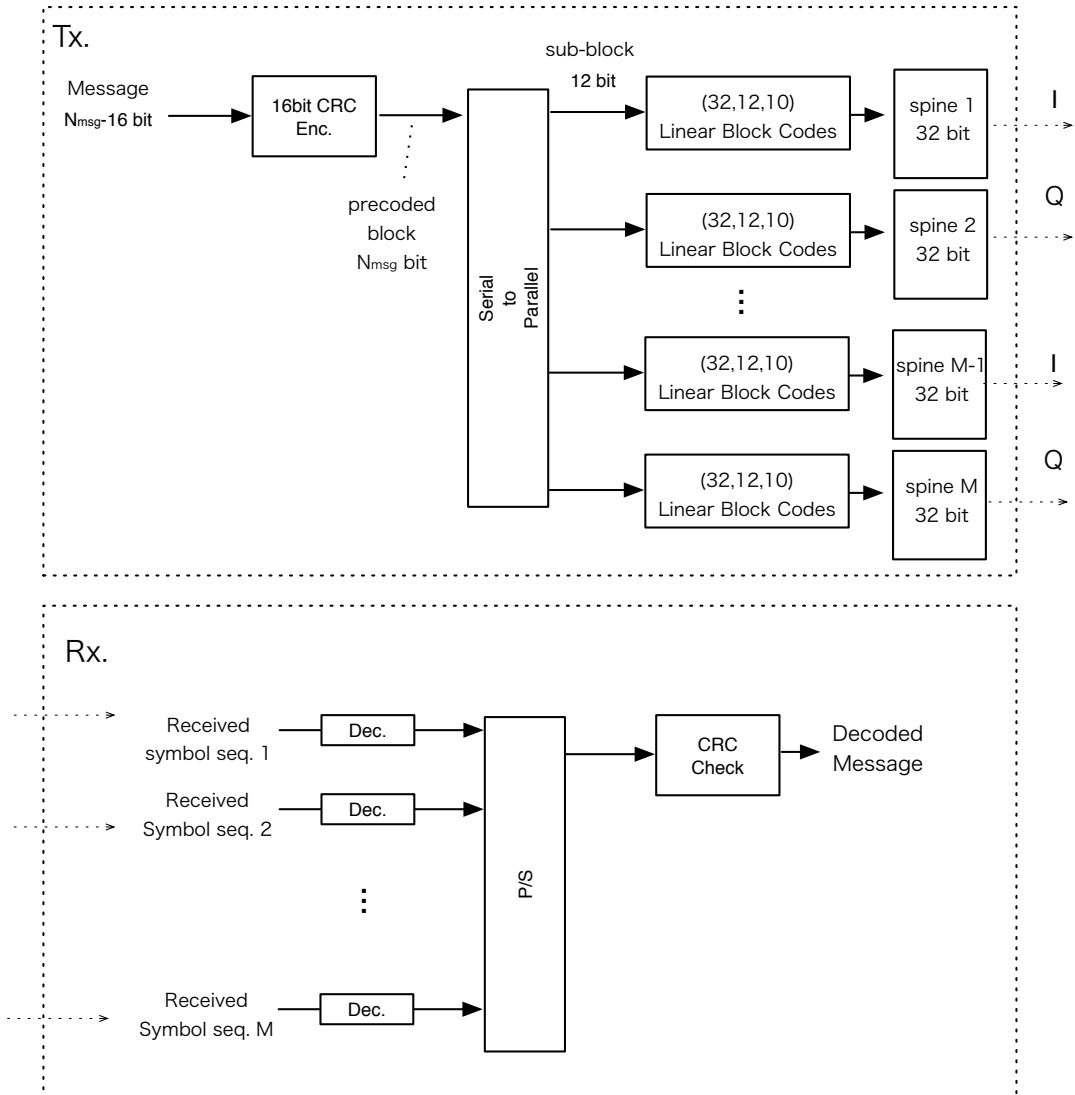 Tx.
Message
Nmsg-16 bit
16bit CRC
Enc.
precoded
block
Nmsg bit
Serial
to
Parallel
sub-block
12 bit
(32,12,10)
Linear Block Codes
spine 1
32 bit
I
(32,12,10)
Linear Block Codes
spine 2
32 bit
Q
⋮
(32,12,10)
Linear Block Codes
spine M-1
32 bit
I
(32,12,10)
Linear Block Codes
spine M
32 bit
Q
Rx.
Received
symbol seq. 1
Dec.
Received
Symbol seq. 2
Dec.
⋮
Received
Symbol seq. M
Dec.
P/S
CRC
Check
Decoded
Message